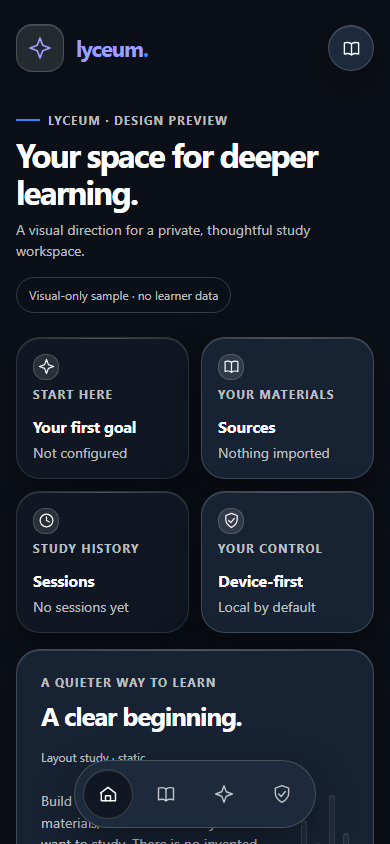 lyceum.
LYCEUM · DESIGN PREVIEW
Your space for deeper
learning.
A visual direction for a private, thoughtful study
workspace.
Visual-only sample · no learner data
START HERE
Your first goal
Not configured
YOUR MATERIALS
Sources
Nothing imported
STUDY HISTORY
Sessions
No sessions yet
YOUR CONTROL
Device-first
Local by default
A QUIETER WAY TO LEARN
A clear beginning.
Layout study · static
Build
materials,
want to study. There is no invented